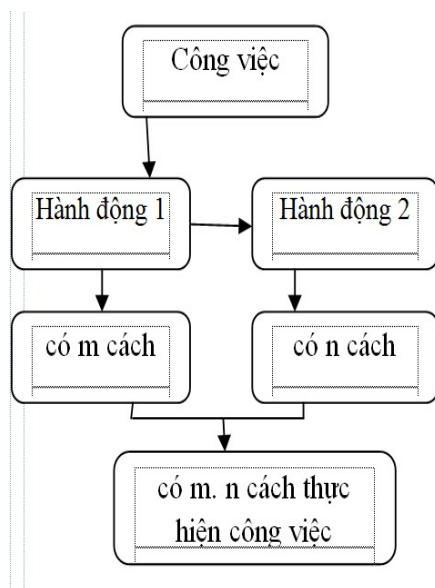 Công việc
Hành động 1
Hành động 2
có m cách
có n cách
có m. n cách thực
hiện công việc